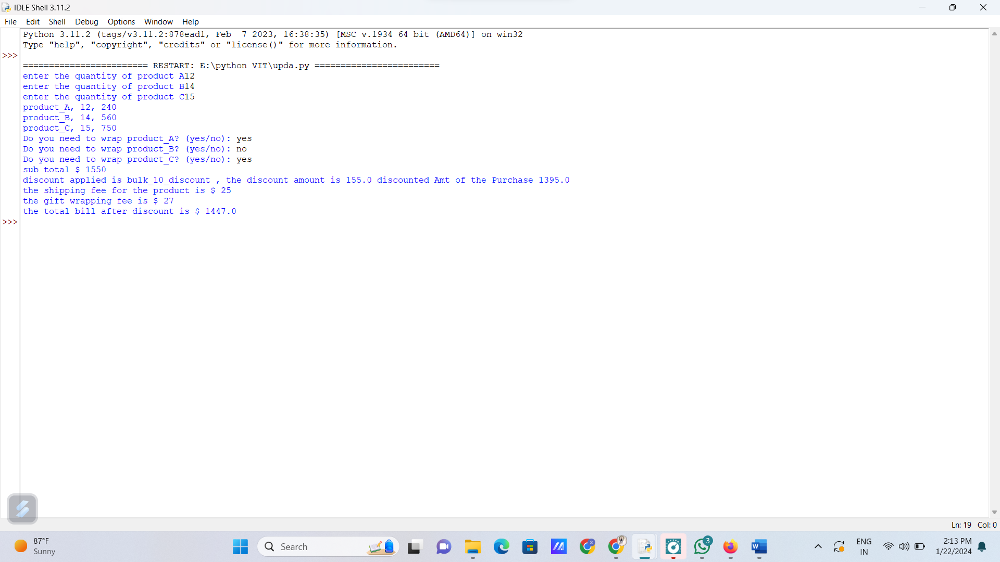 IDLE Shell 3.11.2
File Edit Shell Debug Options Window Help
Python 3.11.2 (tags/v3.11.2:878ead1, Feb  7 2023, 16:38:35) [MSC v.1934 64 bit (AMD64)] on win32
Type "help", "copyright", "credits" or "license()" for more information.
>>>
======================== RESTART: E:\python VIT\upda.py ========================
enter the quantity of product A12
enter the quantity of product B14
enter the quantity of product C15
product_A, 12, 240
product_B, 14, 560
product_C, 15, 750
Do you need to wrap product_A? (yes/no): yes
Do you need to wrap product_B? (yes/no): no
Do you need to wrap product_C? (yes/no): yes
sub total $ 1550
discount applied is bulk_10_discount , the discount amount is 155.0 discounted Amt of the Purchase 1395.0
the shipping fee for the product is $ 25
the gift wrapping fee is $ 27
the total bill after discount is $ 1447.0
>>>
Ln: 19 Col: 0
87°F
Sunny
Search
S
3
W
ENG
IN
2:13 PM
1/22/2024